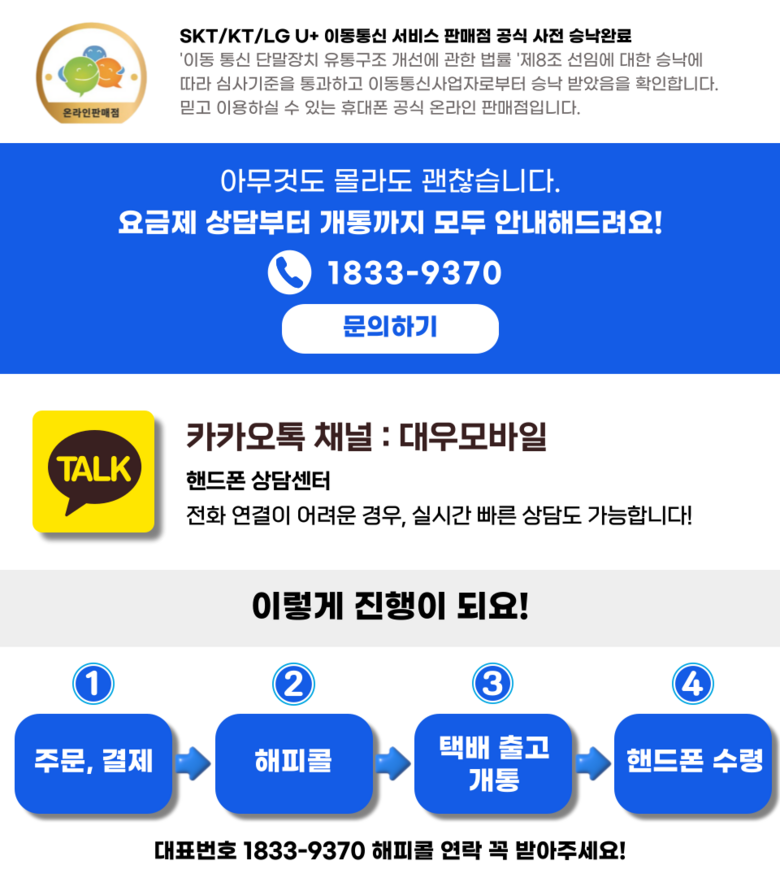 SKT/KT/LG U+ 이동통신 서비스 판매점 공식 사전 승낙완료
'이동 통신 단말장치 유통구조 개선에 관한 법률 '제8조 선임에 대한 승낙에
따라 심사기준을 통과하고 이동통신사업자로부터 승낙 받았음을 확인합니다.
믿고 이용하실 수 있는 휴대폰 공식 온라인 판매점입니다.
온라인판매점
아무것도 몰라도 괜찮습니다.
요금제 상담부터 개통까지 모두 안내해드려요!
1833-9370
문의하기
TALK
카카오톡 채널 : 대우모바일
핸드폰 상담센터
전화 연결이 어려운 경우, 실시간 빠른 상담도 가능합니다!
이렇게 진행이 되요!
1
주문, 결제
2
해피콜
3
택배 출고
개통
4
핸드폰 수령
대표번호 1833-9370 해피콜 연락 꼭 받아주세요!